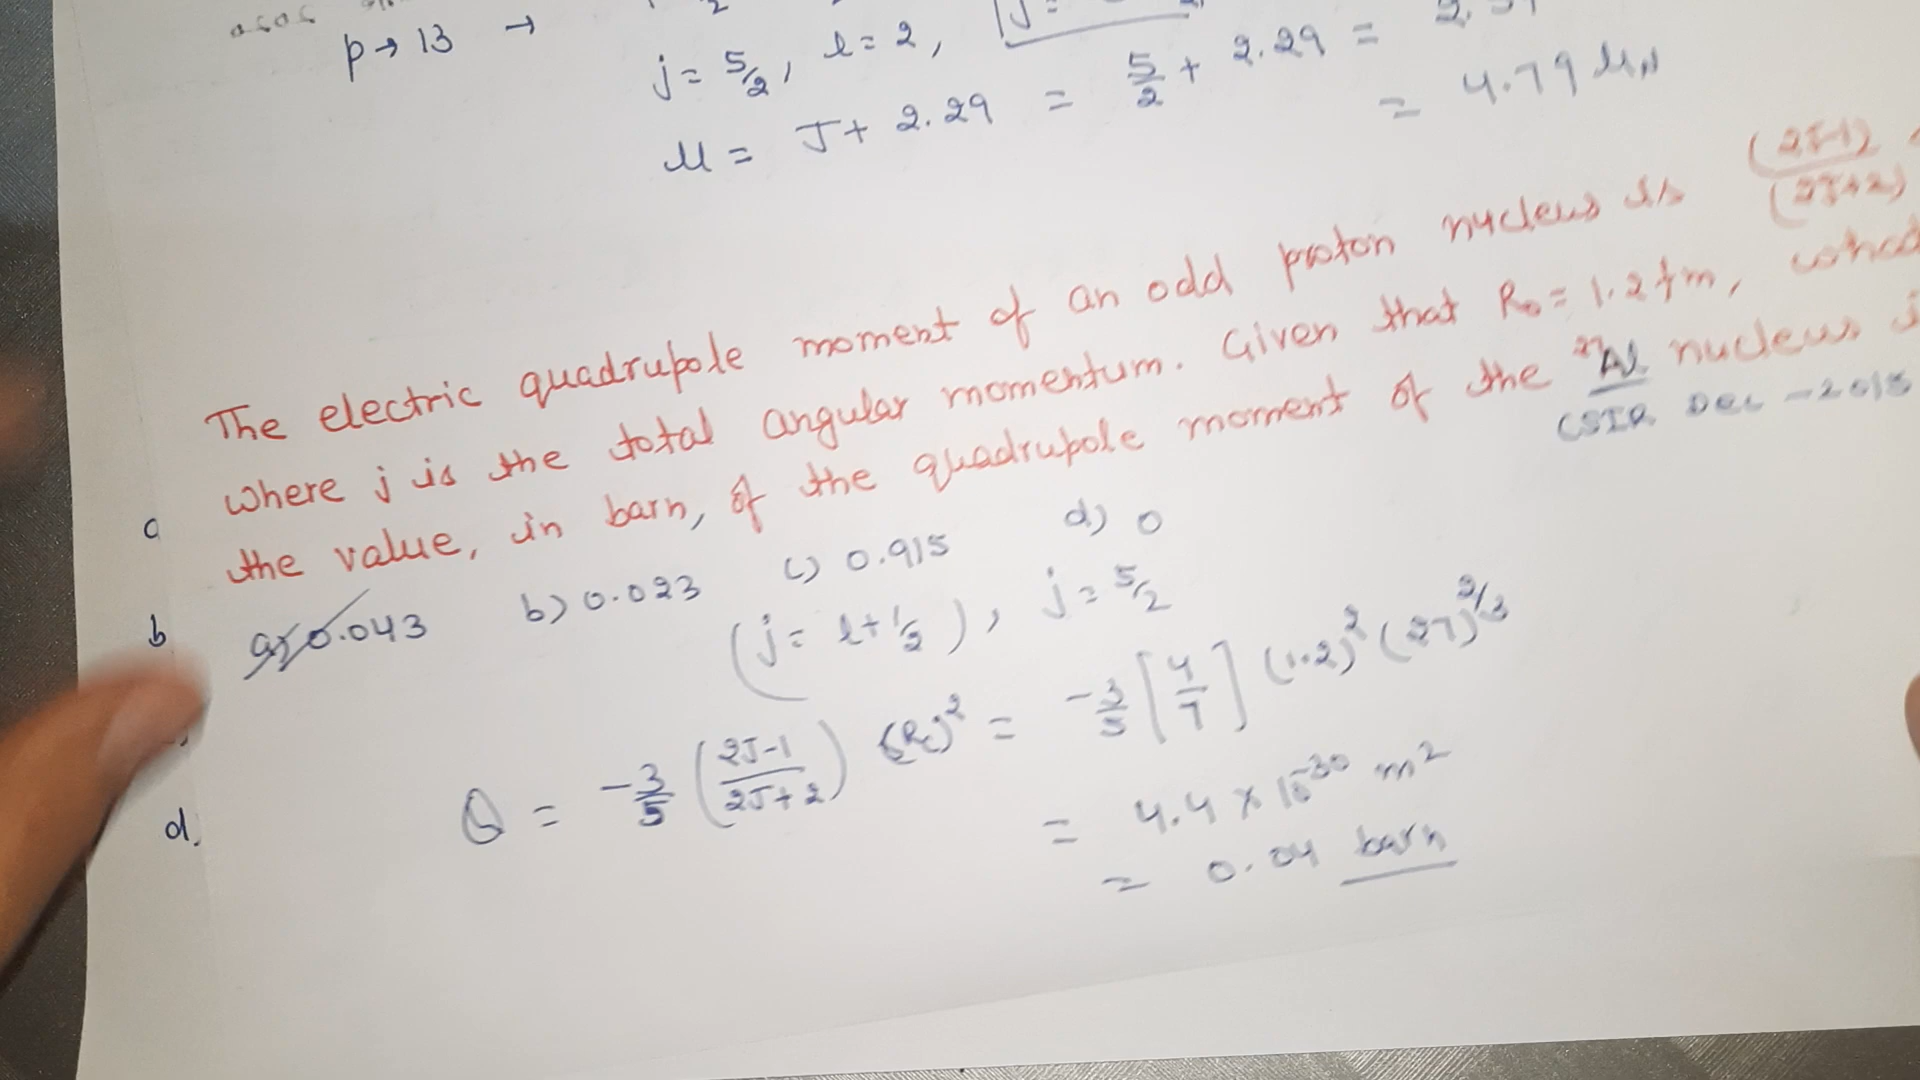 p → 13 →
j = 5/2, l = 2,
μ = J + 2.29 = 5/2 + 2.29 =
= 4.79 μN
The electric quadrupole moment of an odd proton nucleus is (2J-1)/(2J+2)
where j is the total angular momentum. Given that R₀ = 1.2 fm,
the value, in barn, of the quadrupole moment of the ²⁷Al nucleus
CSIR Dec - 2015
a) 0.043 b) 0.023 c) 0.915 d) 0
(j = l + 1/2), j = 5/2
Q = -3/5 (2J-1/2J+2) (R)² = -3/5 [4/7] (1.2)² (27)^2/3
= 4.4 × 10^-30 m²
= 0.04 barn
c
b
d